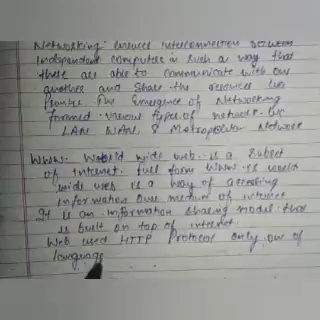 Networking ensures interconnection between
Independent computer in such a way that
these are able to communicate with one
another and share the resources
the Emergence of Networking
formed various types of network
LAN WAN & Metropolitan Network
WWW. World wide web. is a subset
of Internet. full form WWW is world
wide web is a way of accessing
information over medium of internet
It is an information sharing model that
is built on top of internet
Web used HTTP Protocol only one of
language